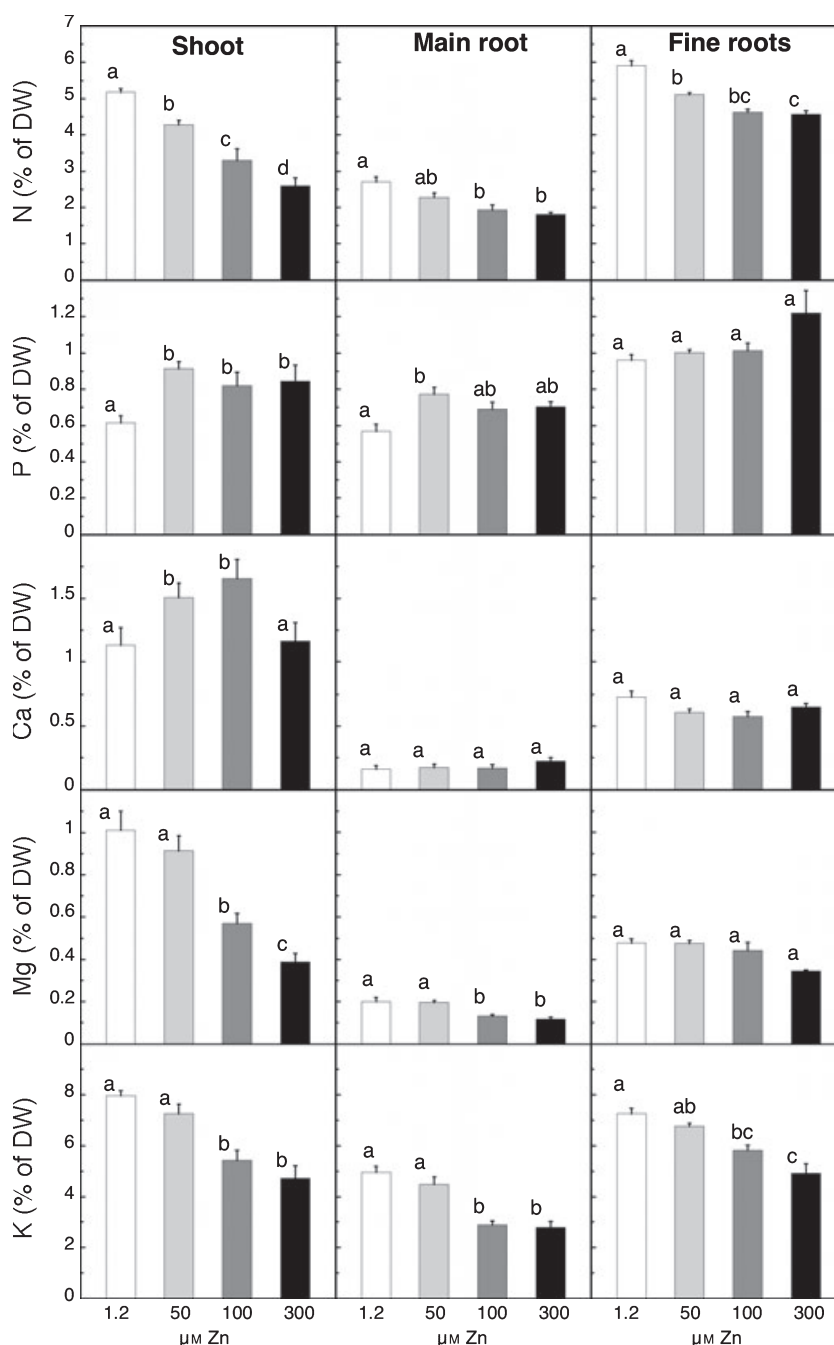 Shoot Main root Fine roots
N (% of DW)
7
6
5
4
3
2
1
0
a b c d
a ab b b
a b bc c
P (% of DW)
1.2
1
0.8
0.6
0.4
0.2
0
a b b b
a b ab ab
a a a a
Ca (% of DW)
1.5
1
0.5
0
a b b a
a a a a
a a a a
Mg (% of DW)
1
0.8
0.6
0.4
0.2
0
a a b c
a a b b
a a a a
K (% of DW)
8
6
4
2
0
a a b b
a a b b
a ab bc c
1.2 50 100 300 1.2 50 100 300 1.2 50 100 300
µM Zn µM Zn µM Zn